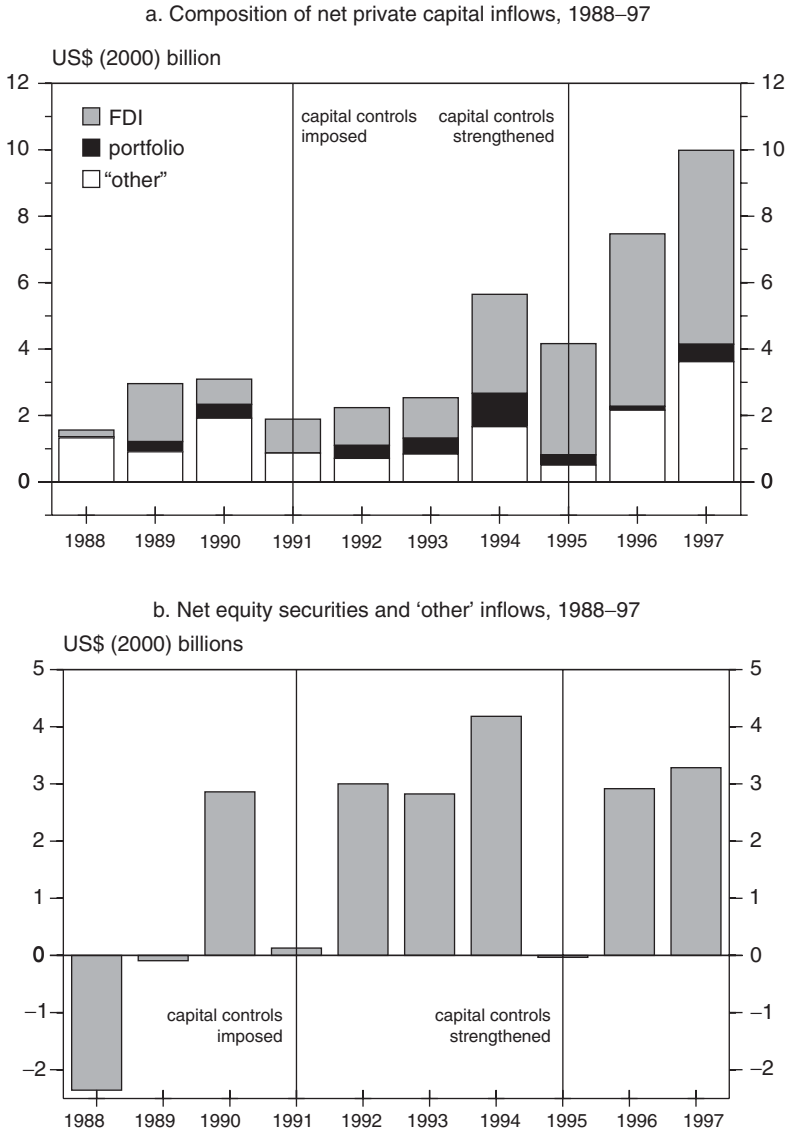 a. Composition of net private capital inflows, 1988–97
US$ (2000) billion
12 12
10 10
8 8
6 6
4 4
2 2
0 0
FDI
portfolio
“other”
capital controls
imposed
capital controls
strengthened
1988 1989 1990 1991 1992 1993 1994 1995 1996 1997
b. Net equity securities and ‘other’ inflows, 1988–97
US$ (2000) billions
5 5
4 4
3 3
2 2
1 1
0 0
–1 –1
–2 –2
capital controls
imposed
capital controls
strengthened
1988 1989 1990 1991 1992 1993 1994 1995 1996 1997